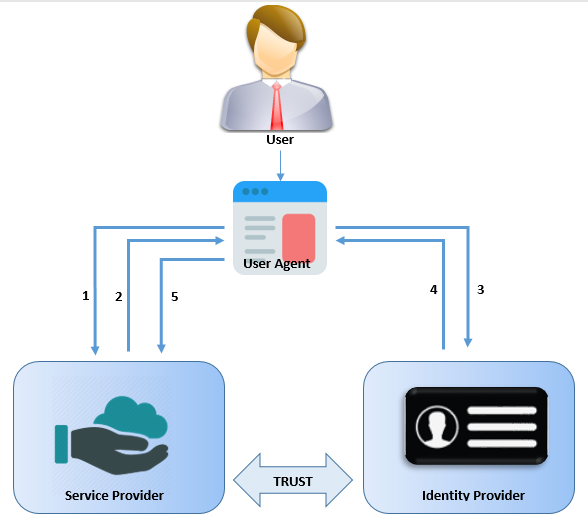 User
User Agent
1
2
5
4
3
TRUST
Service Provider
Identity Provider